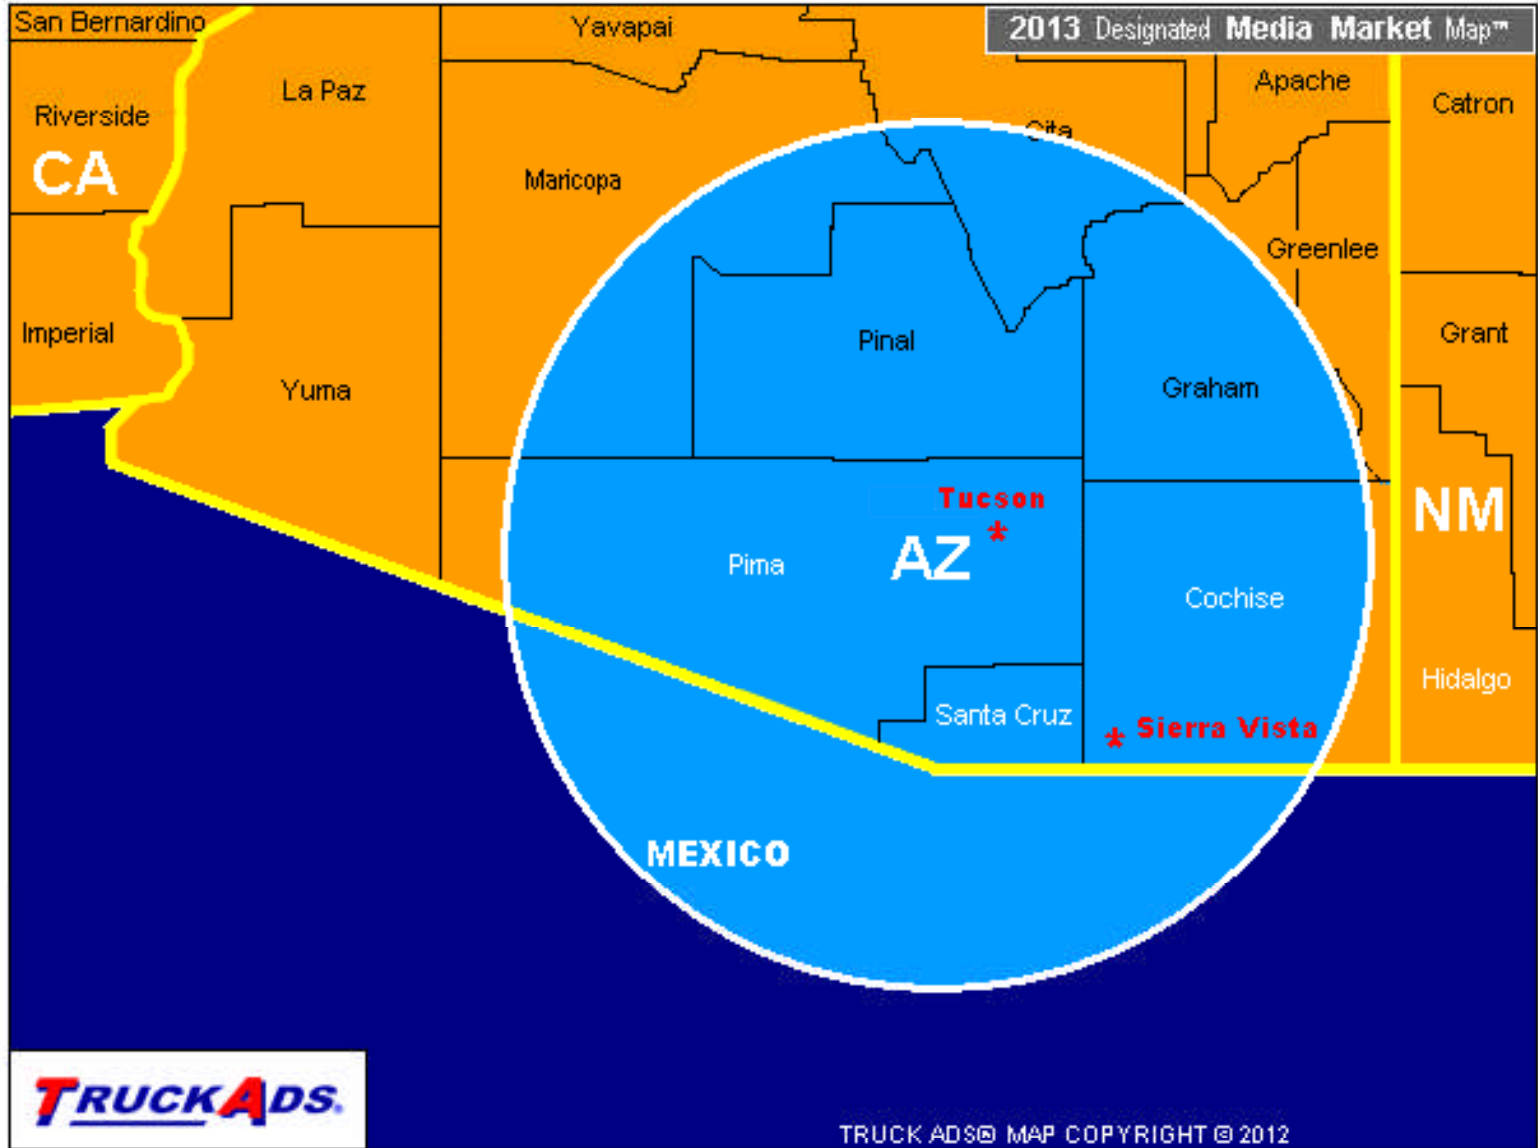 San Bernardino
Yavapai
2013 Designated Media Market Map™
La Paz
Apache
Riverside
Catron
CA
Gila
Maricopa
Greenlee
Imperial
Pinal
Grant
Yuma
Graham
Tucson
*
NM
AZ
Pima
Cochise
Hidalgo
Santa Cruz
* Sierra Vista
MEXICO
TRUCKADS.
TRUCK ADS® MAP COPYRIGHT © 2012